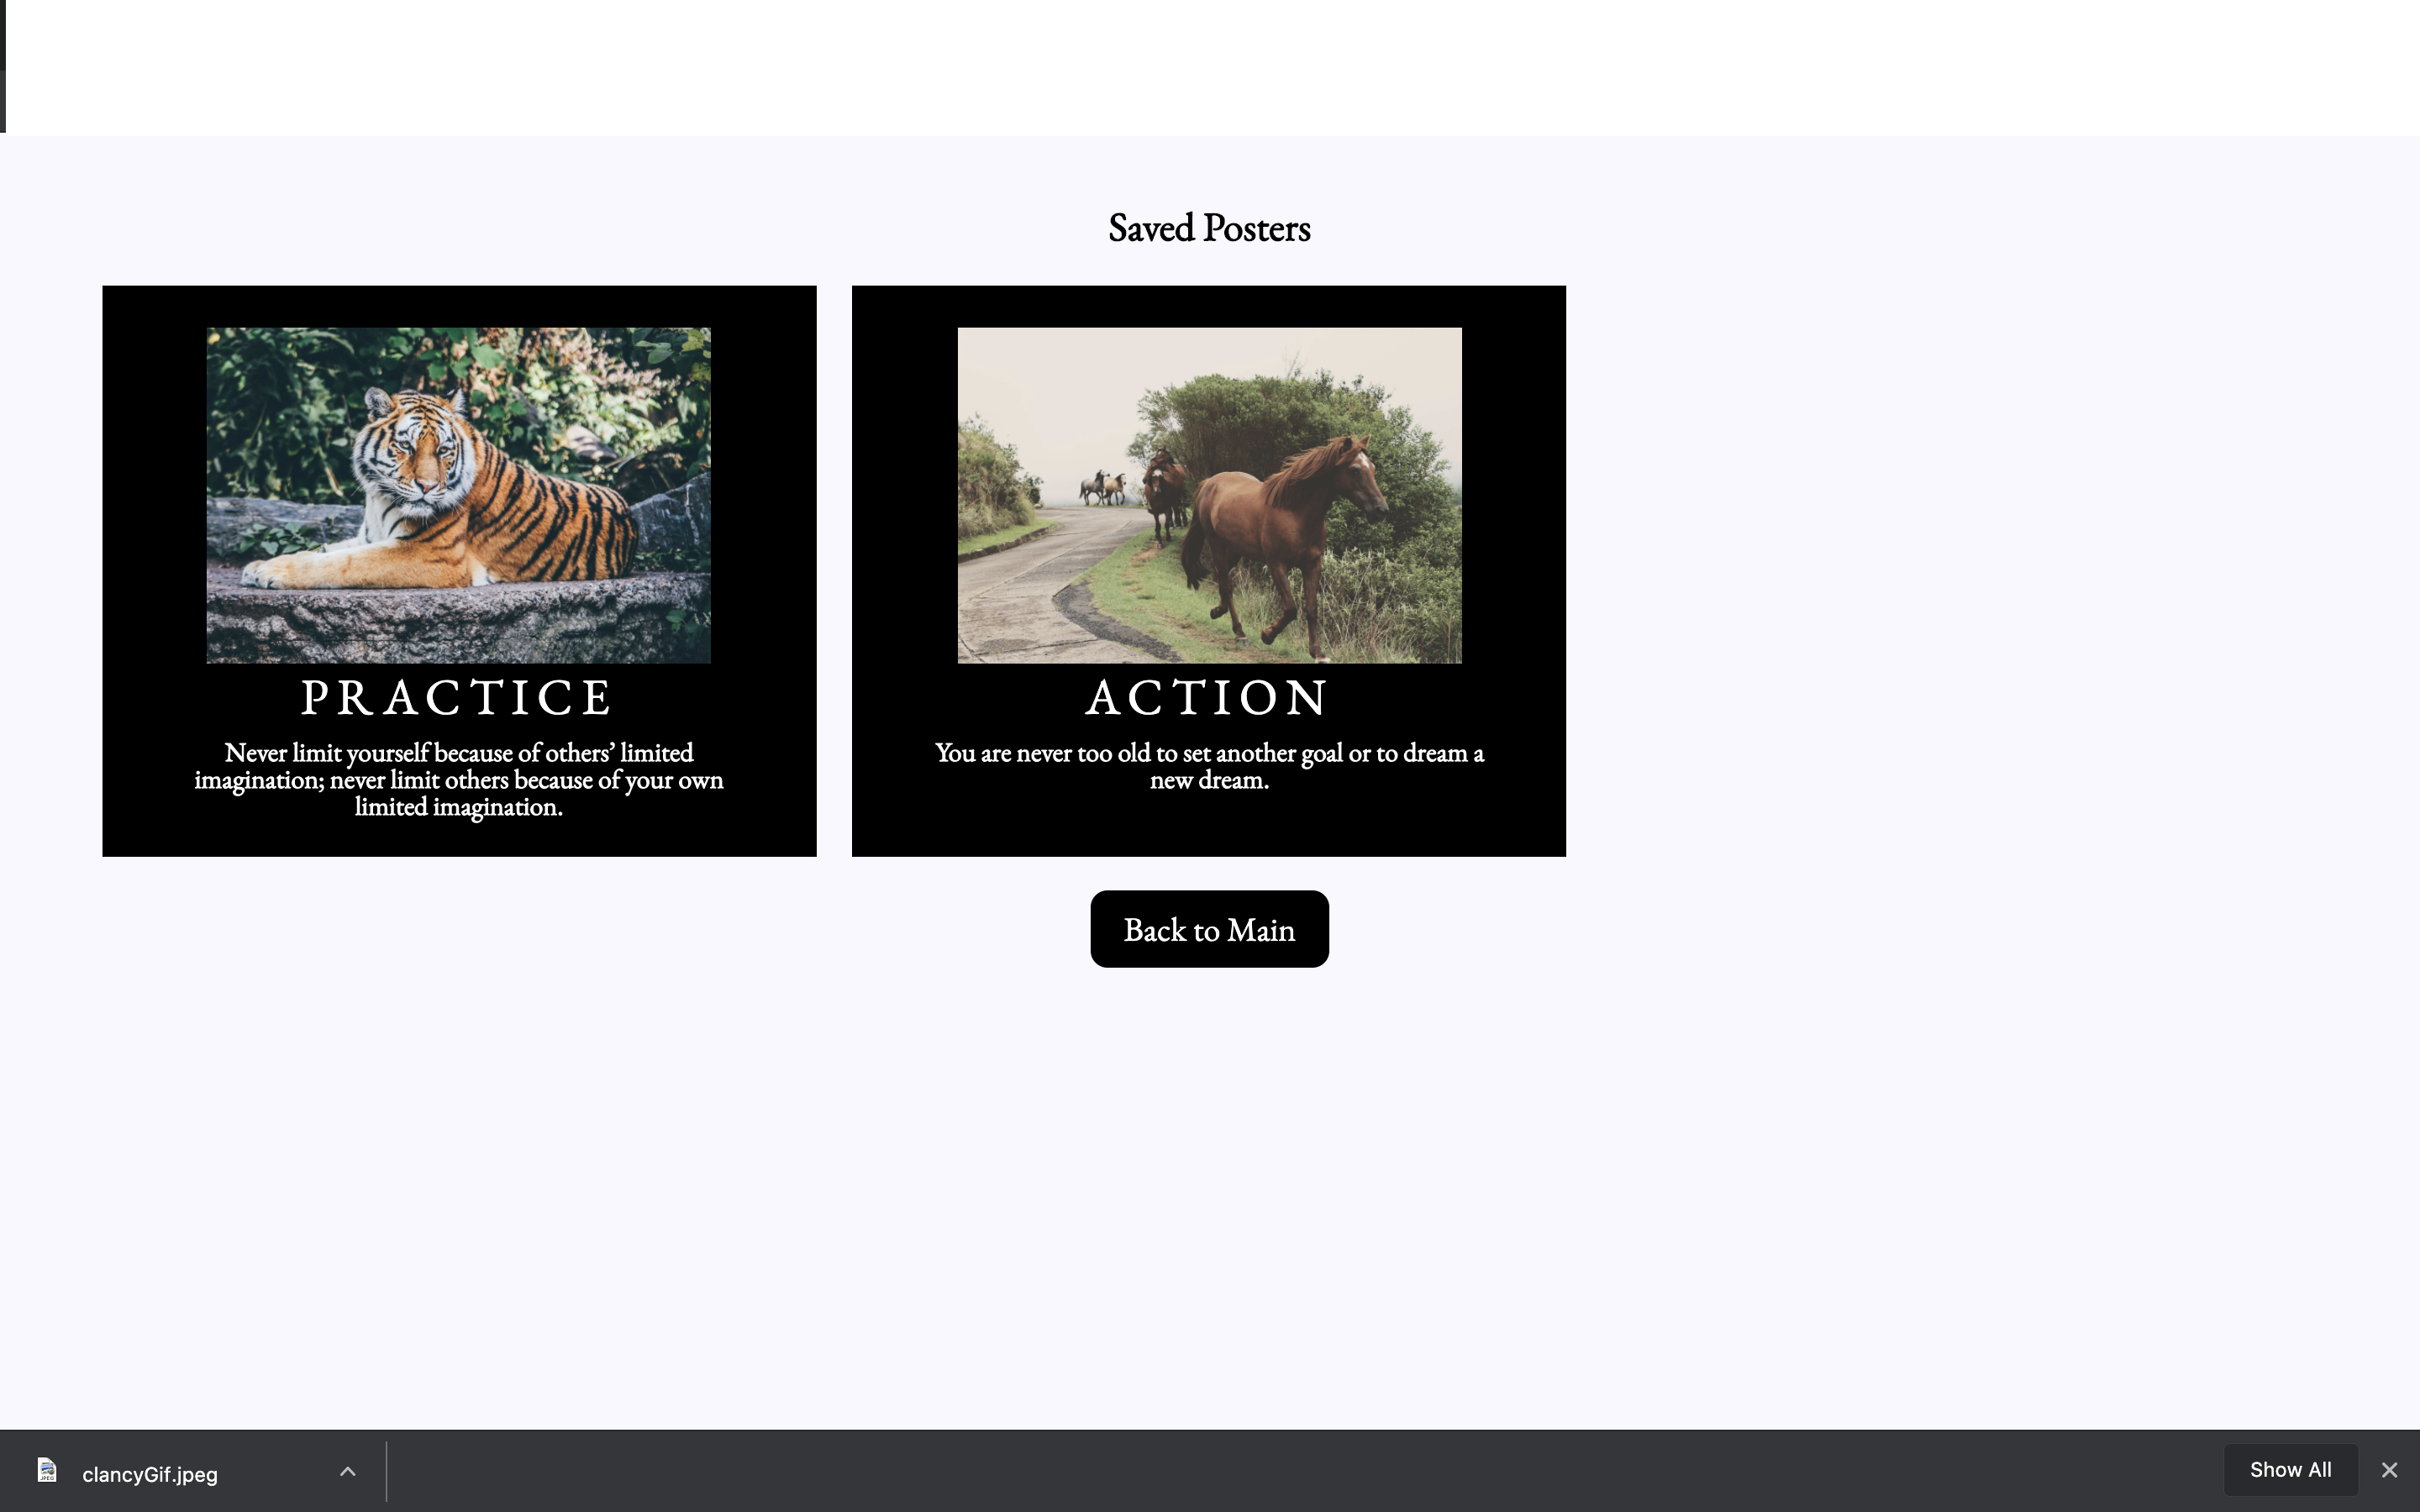 Saved Posters
PRACTICE
Never limit yourself because of others’ limited
imagination; never limit others because of your own
limited imagination.
ACTION
You are never too old to set another goal or to dream a
new dream.
Back to Main
JPEG
clancyGif.jpeg
Show All